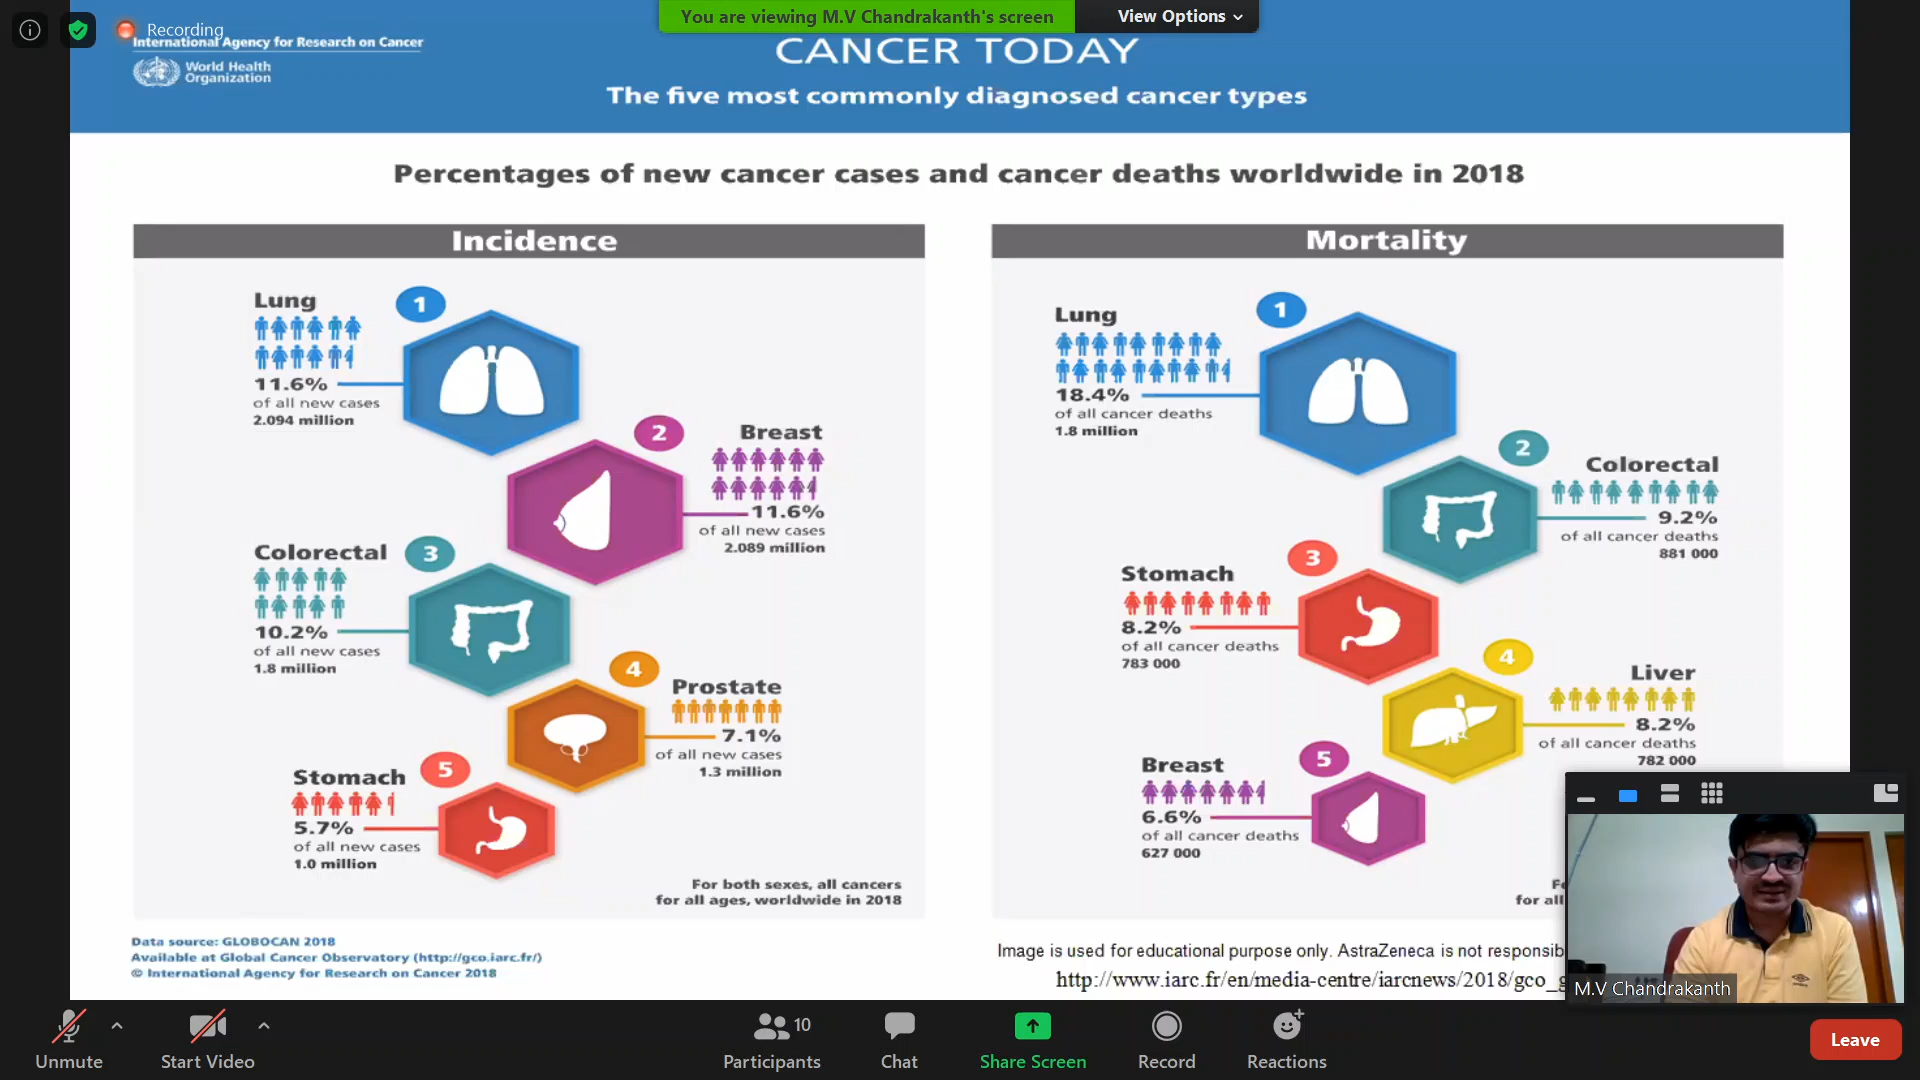 You are viewing M.V Chandrakanth's screen
View Options
Recording
International Agency for Research on Cancer
World Health
Organization
CANCER TODAY
The five most commonly diagnosed cancer types
Percentages of new cancer cases and cancer deaths worldwide in 2018
Incidence
Lung
1
11.6%
of all new cases
2.094 million
2
Breast
11.6%
of all new cases
2.089 million
Colorectal
3
10.2%
of all new cases
1.8 million
4
Prostate
7.1%
of all new cases
1.3 million
Stomach
5
5.7%
of all new cases
1.0 million
For both sexes, all cancers
for all ages, worldwide in 2018
Mortality
Lung
1
18.4%
of all cancer deaths
1.8 million
2
Colorectal
9.2%
of all cancer deaths
881 000
Stomach
3
8.2%
of all cancer deaths
783 000
4
Liver
8.2%
of all cancer deaths
782 000
Breast
5
6.6%
of all cancer deaths
627 000
for all
Data source: GLOBOCAN 2018
Available at Global Cancer Observatory (http://gco.iarc.fr/)
© International Agency for Research on Cancer 2018
Image is used for educational purpose only. AstraZeneca is not responsib
http://www.iarc.fr/en/media-centre/iarcnews/2018/gco_g
M.V Chandrakanth
Unmute
Start Video
10
Participants
Chat
Share Screen
Record
Reactions
Leave